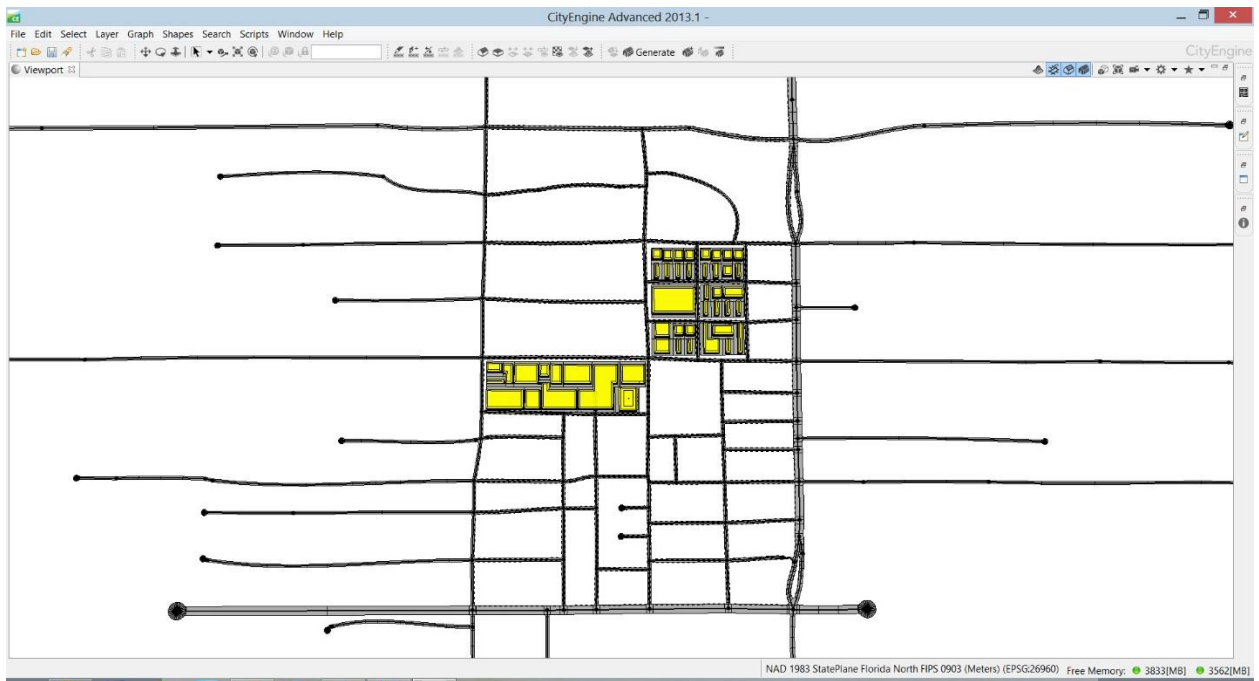 CityEngine Advanced 2013.1 -
File Edit Select Layer Graph Shapes Search Scripts Window Help
Generate
CityEngine
Viewport
NAD 1983 StatePlane Florida North FIPS 0903 (Meters) (EPSG:26960) Free Memory: 3833[MB] 3562[MB]